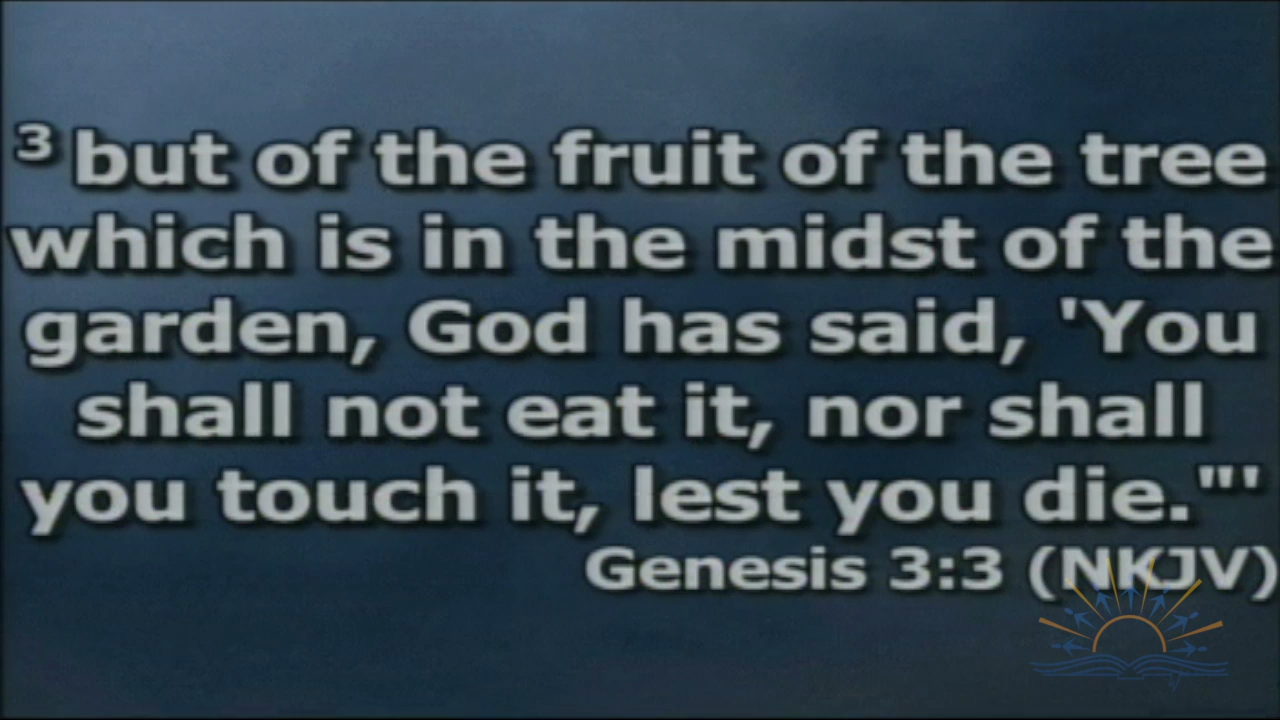 3 but of the fruit of the tree
which is in the midst of the
garden, God has said, 'You
shall not eat it, nor shall
you touch it, lest you die."'
Genesis 3:3 (NKJV)